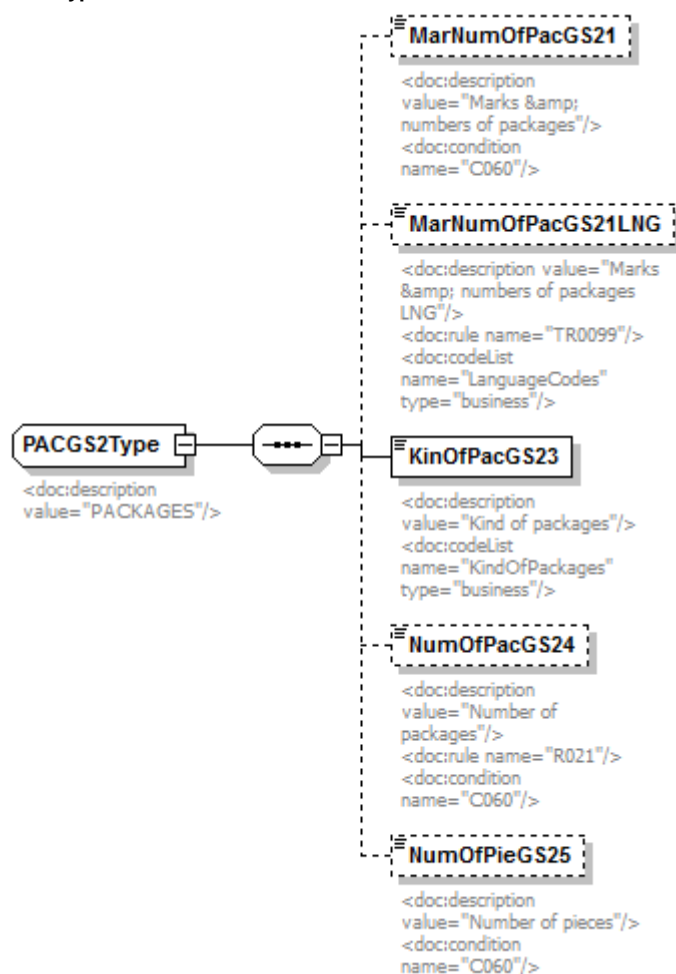 MarNumOfPacGS21
<doc:description
value="Marks &amp;
numbers of packages"/>
<doc:condition
name="C060"/>
MarNumOfPacGS21LNG
<doc:description value="Marks
&amp; numbers of packages
LNG"/>
<doc:rule name="TR0099"/>
<doc:codeList
name="LanguageCodes"
type="business"/>
PACGS2Type
<doc:description
value="PACKAGES"/>
KinOfPacGS23
<doc:description
value="Kind of packages"/>
<doc:codeList
name="KindOfPackages"
type="business"/>
NumOfPacGS24
<doc:description
value="Number of
packages"/>
<doc:rule name="R021"/>
<doc:condition
name="C060"/>
NumOfPieGS25
<doc:description
value="Number of pieces"/>
<doc:condition
name="C060"/>